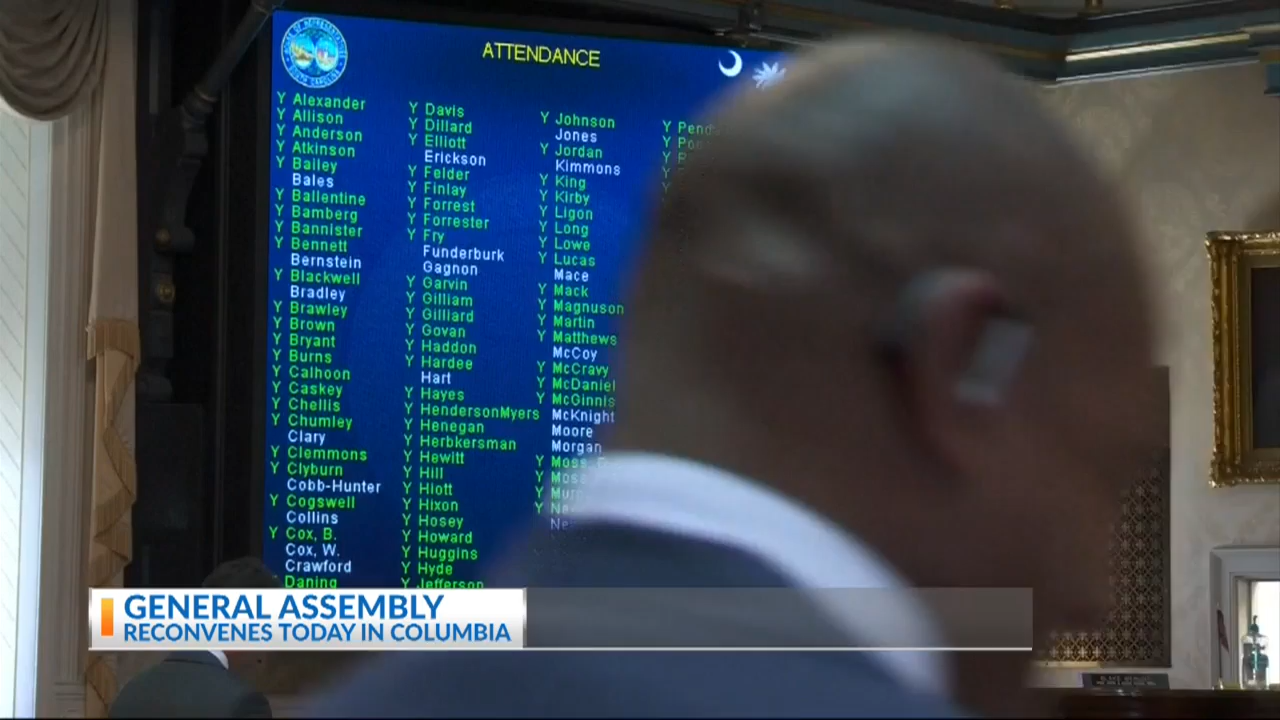 ATTENDANCE
Y Alexander
Y Allison
Y Anderson
Y Atkinson
Y Bailey
Bales
Y Ballentine
Y Bamberg
Y Bannister
Y Bennett
Bernstein
Y Blackwell
Bradley
Y Brawley
Y Brown
Y Bryant
Y Burns
Y Calhoon
Y Caskey
Y Chellis
Y Chumley
Clary
Y Clemmons
Y Clyburn
Cobb-Hunter
Y Cogswell
Collins
Y Cox, B.
Cox, W.
Crawford
Daning
Y Davis
Y Dillard
Y Elliott
Erickson
Y Felder
Y Finlay
Y Forrest
Y Forrester
Y Fry
Funderburk
Gagnon
Y Garvin
Y Gilliam
Y Gilliard
Y Govan
Y Haddon
Y Hardee
Hart
Y Hayes
Y HendersonMyers
Y Henegan
Y Herbkersman
Y Hewitt
Y Hill
Y Hiott
Y Hixon
Y Hosey
Y Howard
Y Huggins
Y Hyde
Y Jefferson
Y Johnson
Jones
Y Jordan
Kimmons
Y King
Y Kirby
Y Ligon
Y Long
Y Lowe
Y Lucas
Mace
Y Mack
Y Magnuson
Y Martin
Y Matthews
McCoy
Y McCravy
Y McDaniel
Y McGinnis
McKnight
Moore
Morgan
Y Moss
Y Moss
Y
Y
Y
Y
GENERAL ASSEMBLY
RECONVENES TODAY IN COLUMBIA